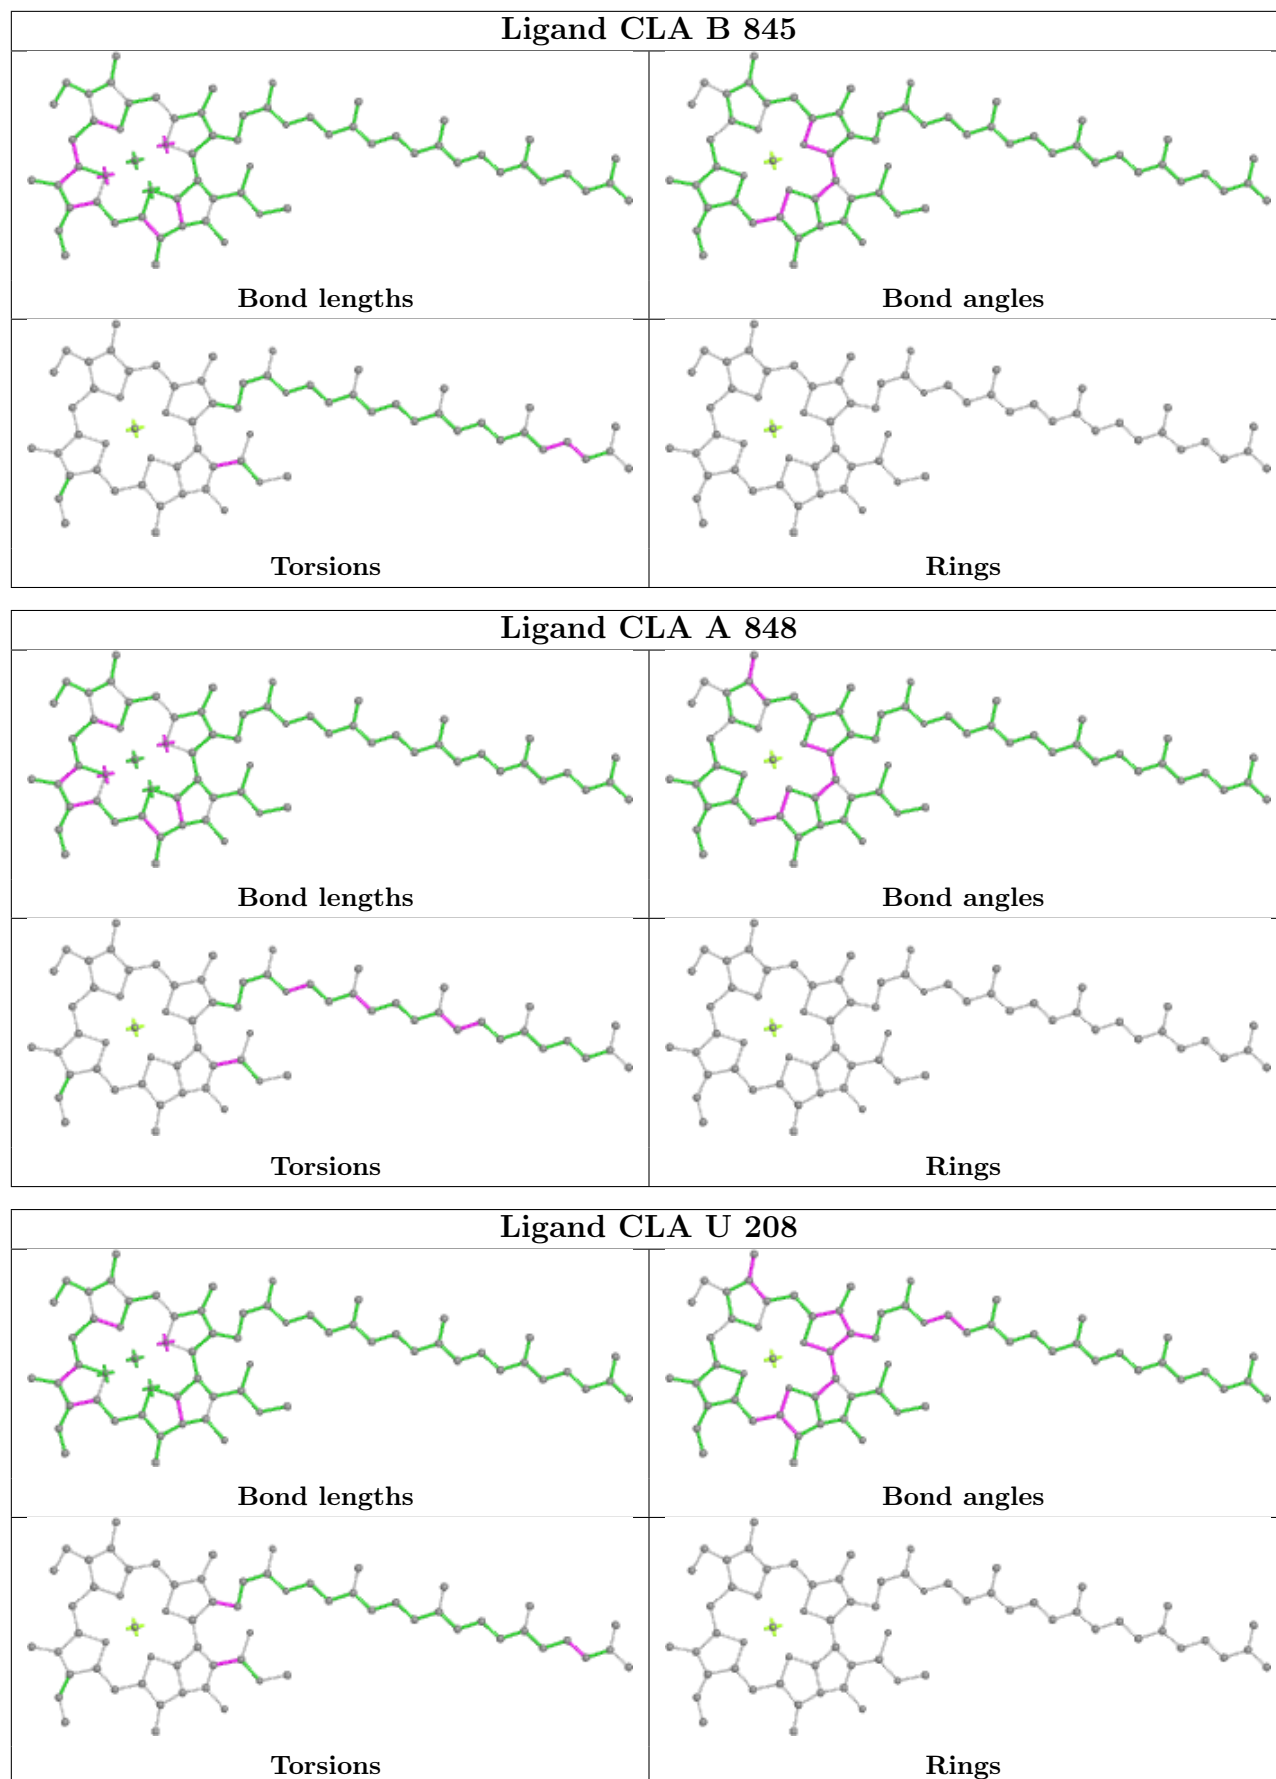 Ligand CLA B 845
Bond lengths
Bond angles
Torsions
Rings
Ligand CLA A 848
Bond lengths
Bond angles
Torsions
Rings
Ligand CLA U 208
Bond lengths
Bond angles
Torsions
Rings